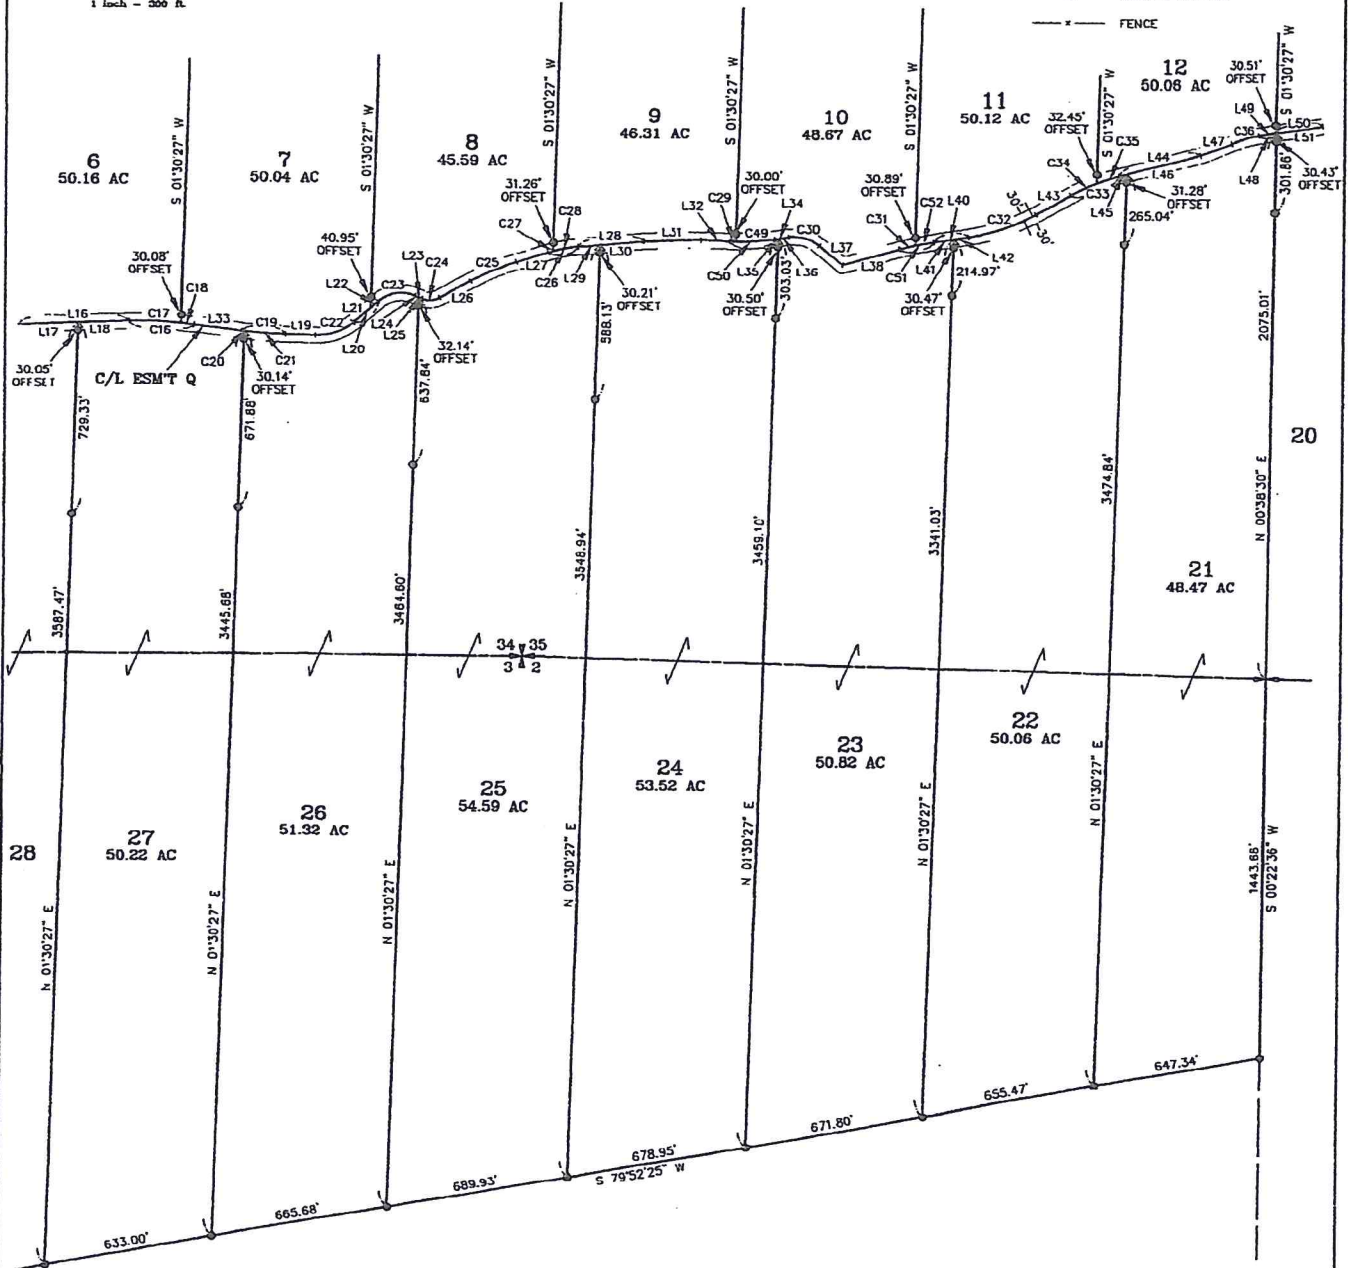 1 Inch = 300 ft.
—x— FENCE
6
50.16 AC
7
50.04 AC
8
45.59 AC
9
46.31 AC
10
48.67 AC
11
50.12 AC
12
50.08 AC
S 01°30'27" W
S 01°30'27" W
S 01°30'27" W
S 01°30'27" W
S 01°30'27" W
S 01°30'27" W
S 01°30'27" W
30.08' OFFSET
40.95' OFFSET
31.26' OFFSET
30.00' OFFSET
30.89' OFFSET
32.45' OFFSET
30.51' OFFSET
L16
L17
L18
C17
C16
C18
L33
C19
C20
C21
L19
C22
L20
L21
L22
C23
L23
C24
L24
L25
L26
C25
C27
C28
L27
C26
L28
L29
L30
L31
L32
C29
C49
C50
L34
L35
L36
C30
L37
L38
C31
C52
L40
C51
L41
L42
C32
30'
30'
L43
C34
C33
C35
L44
L45
L46
L47
C36
L48
L49
L50
L51
30.05' OFFSET
C/L ESM'T Q
30.14' OFFSET
32.14' OFFSET
30.21' OFFSET
30.50' OFFSET
30.47' OFFSET
31.28' OFFSET
30.43' OFFSET
729.33'
671.88'
637.84'
588.13'
303.03'
214.97'
265.04'
301.86'
3587.47'
3445.68'
3464.60'
3548.94'
3459.10'
3341.03'
3474.84'
2075.01'
N 00°38'30" E
20
21
48.47 AC
34 35
3 2
28
27
50.22 AC
26
51.32 AC
25
54.59 AC
24
53.52 AC
23
50.82 AC
22
50.06 AC
N 01°30'27" E
N 01°30'27" E
N 01°30'27" E
N 01°30'27" E
N 01°30'27" E
N 01°30'27" E
N 01°30'27" E
1443.66'
S 00°22'36" W
633.00'
665.68'
689.93'
678.95'
S 79°52'25" W
671.80'
655.47'
647.34'